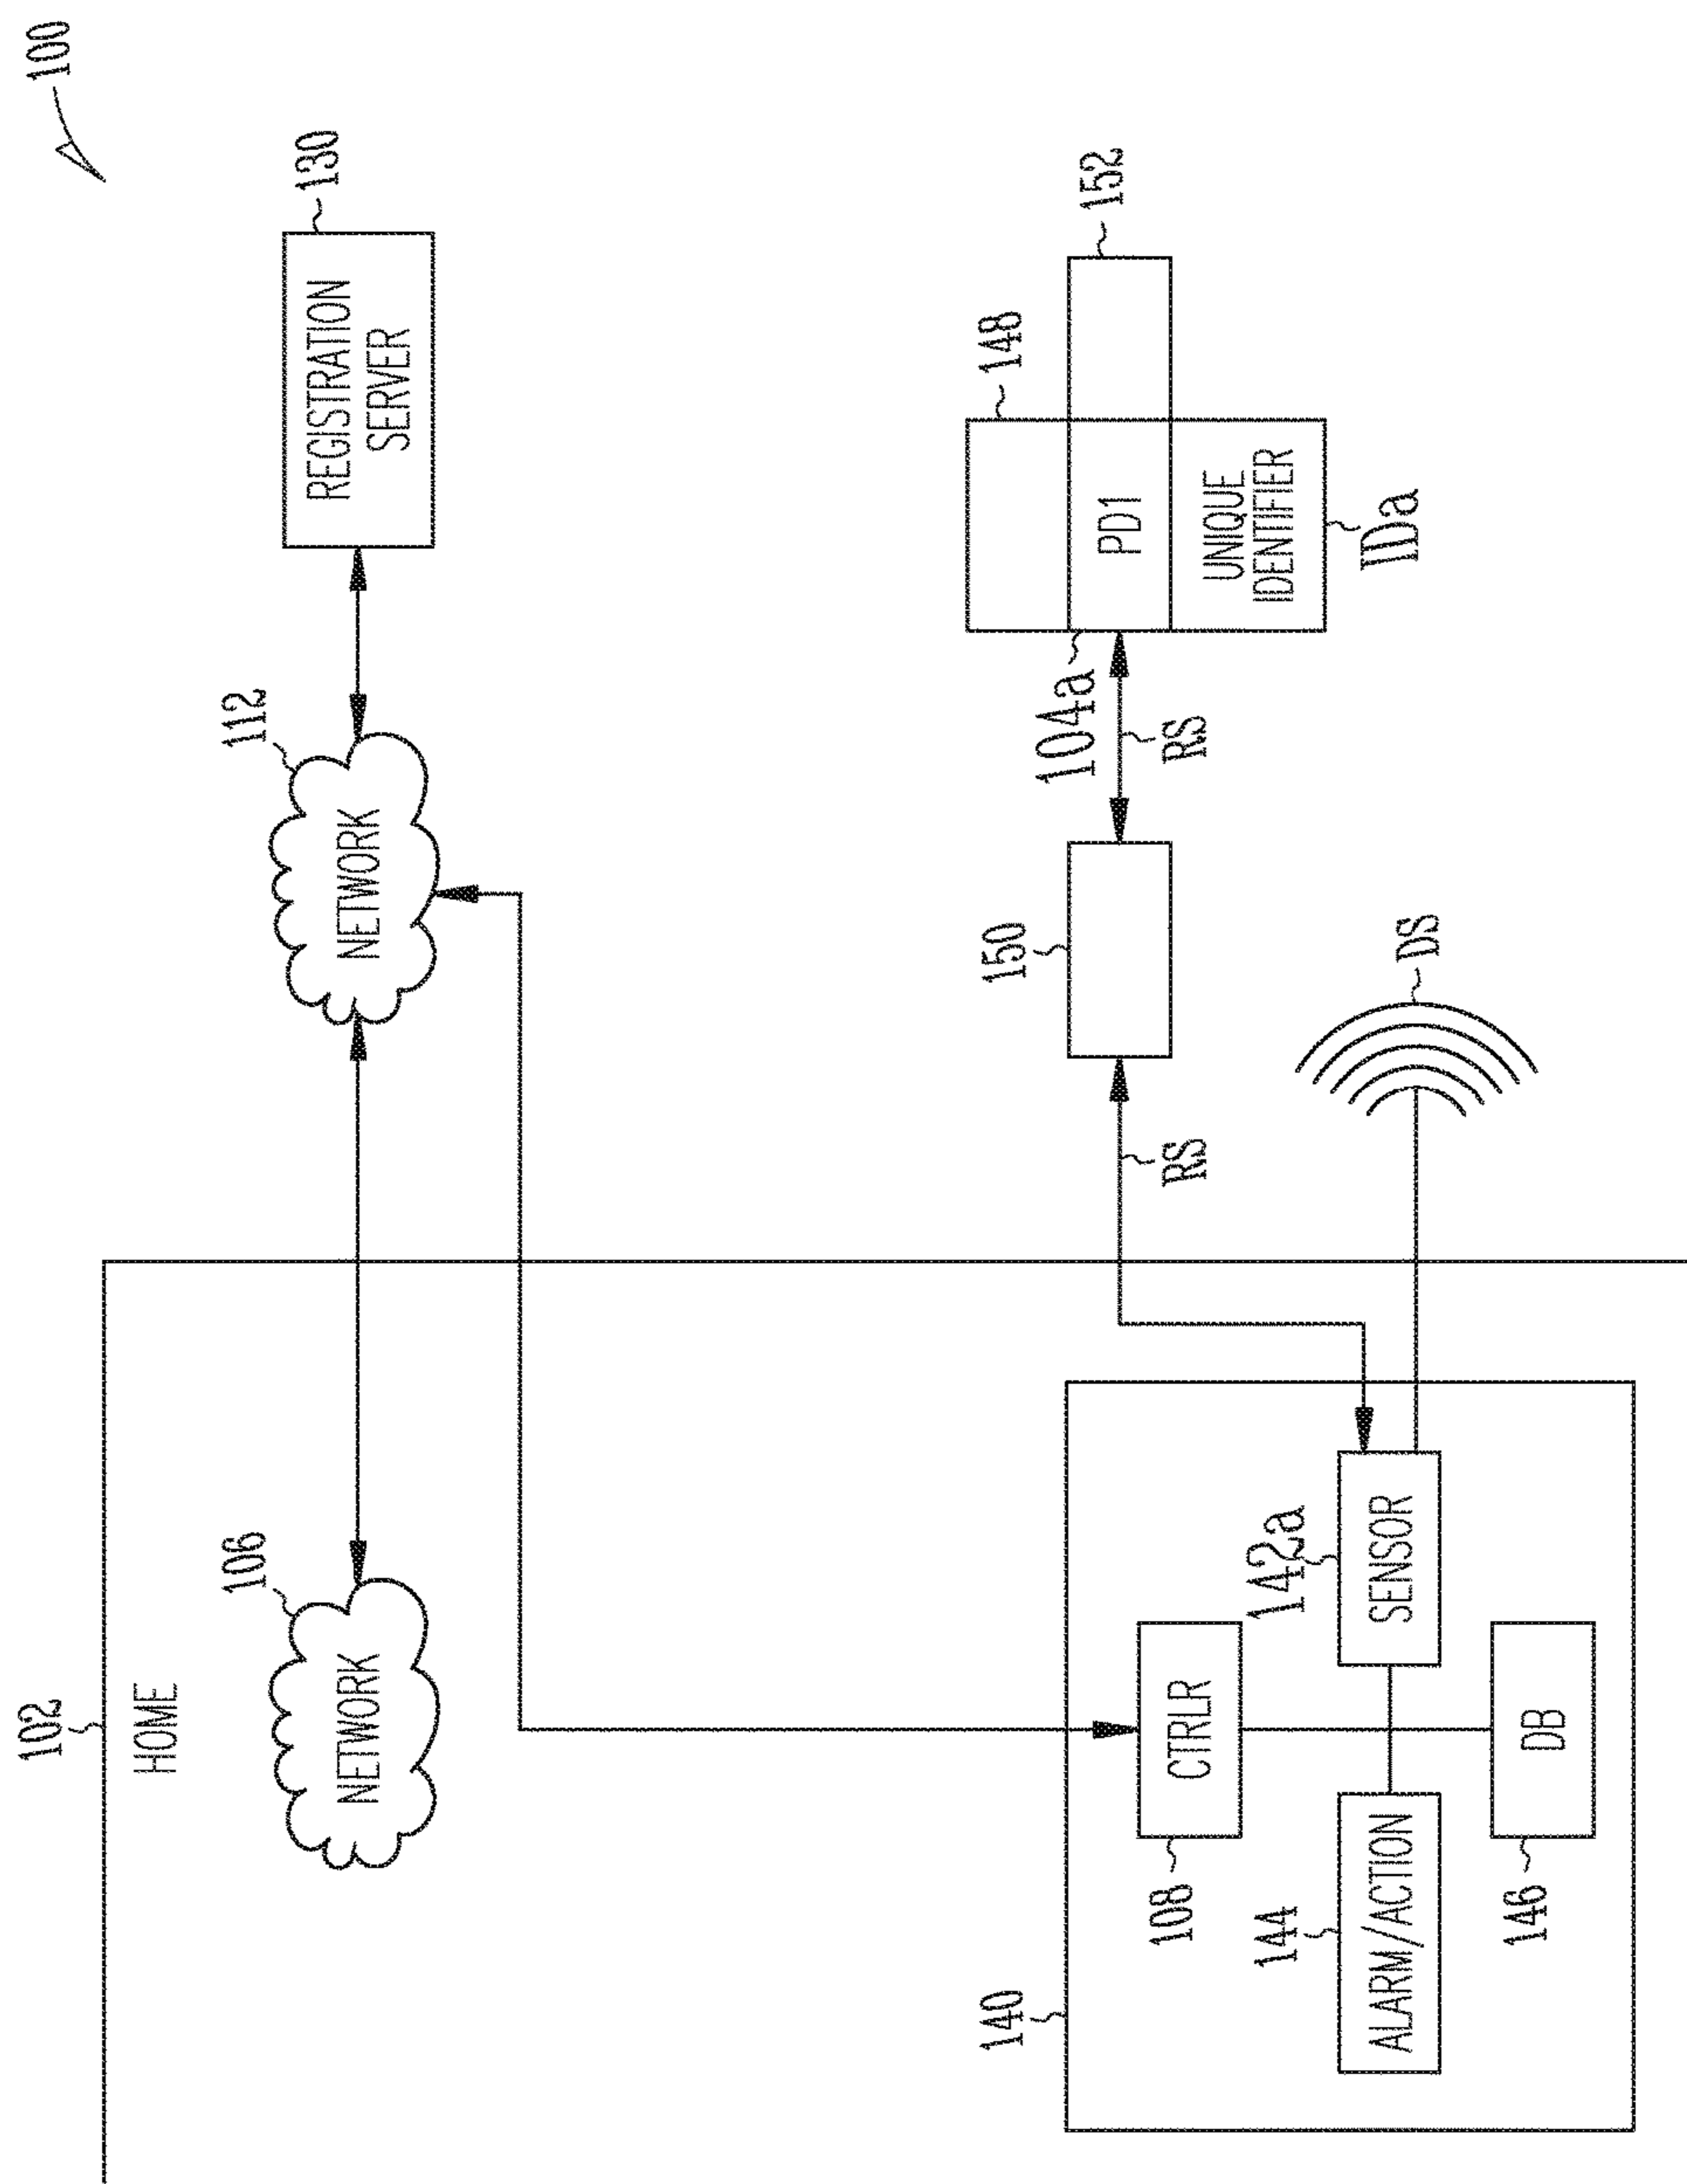 100
102
HOME
106
NETWORK
112
NETWORK
130
REGISTRATION
SERVER
140
108
CTRLR
144
ALARM/ACTION
142a
SENSOR
146
DB
RS
150
RS
104a
148
PD1
152
UNIQUE
IDENTIFIER
IDa
DS